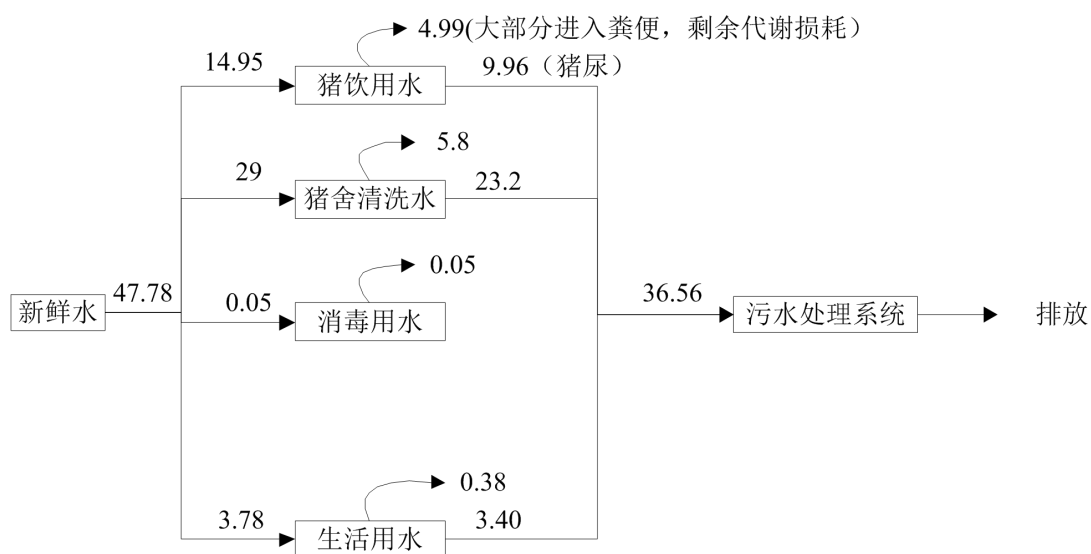 4.99(大部分进入粪便，剩余代谢损耗）
14.95
猪饮用水
9.96（猪尿）
5.8
29
猪舍清洗水
23.2
0.05
新鲜水
47.78
0.05
消毒用水
36.56
污水处理系统
排放
0.38
3.78
生活用水
3.40